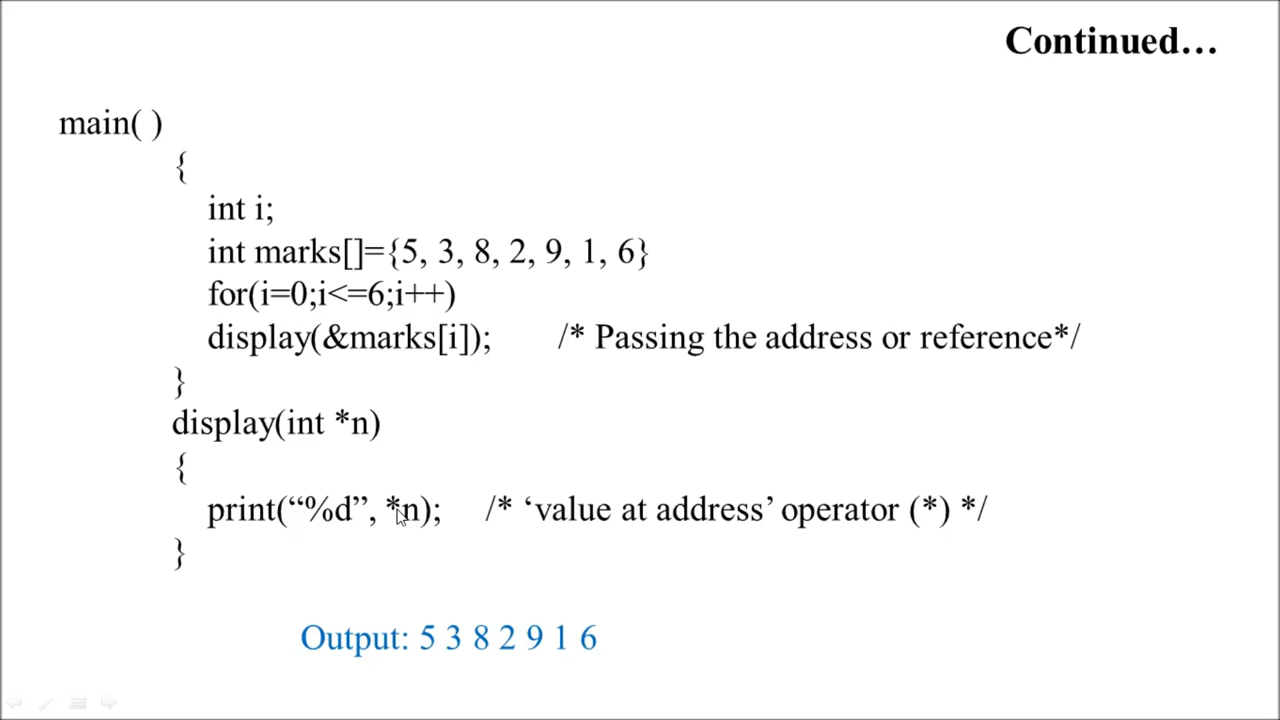 Continued…
main( )
{
int i;
int marks[]={5, 3, 8, 2, 9, 1, 6}
for(i=0;i<=6;i++)
display(&marks[i]); /* Passing the address or reference*/
}
display(int *n)
{
print(“%d”, *n); /* ‘value at address’ operator (*) */
}
Output: 5 3 8 2 9 1 6